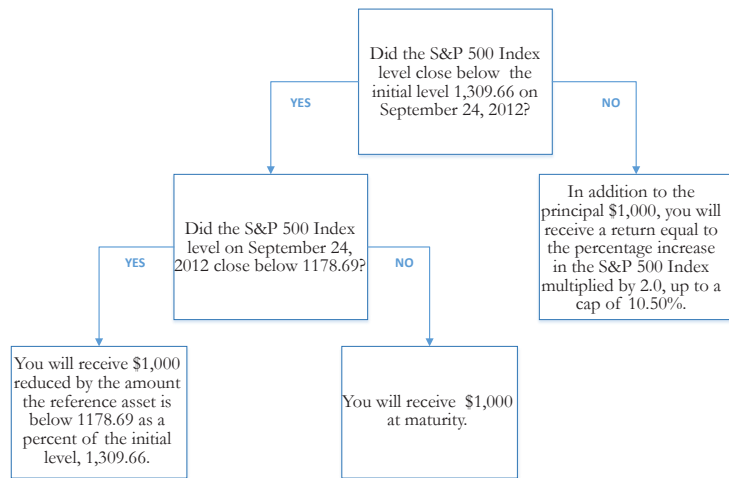 Did the S&P 500 Index
level close below the
initial level 1,309.66 on
September 24, 2012?
YES
NO
Did the S&P 500 Index
level on September 24,
2012 close below 1178.69?
In addition to the
principal $1,000, you will
receive a return equal to
the percentage increase
in the S&P 500 Index
multiplied by 2.0, up to a
cap of 10.50%.
YES
NO
You will receive $1,000
reduced by the amount
the reference asset is
below 1178.69 as a
percent of the initial
level, 1,309.66.
You will receive $1,000
at maturity.